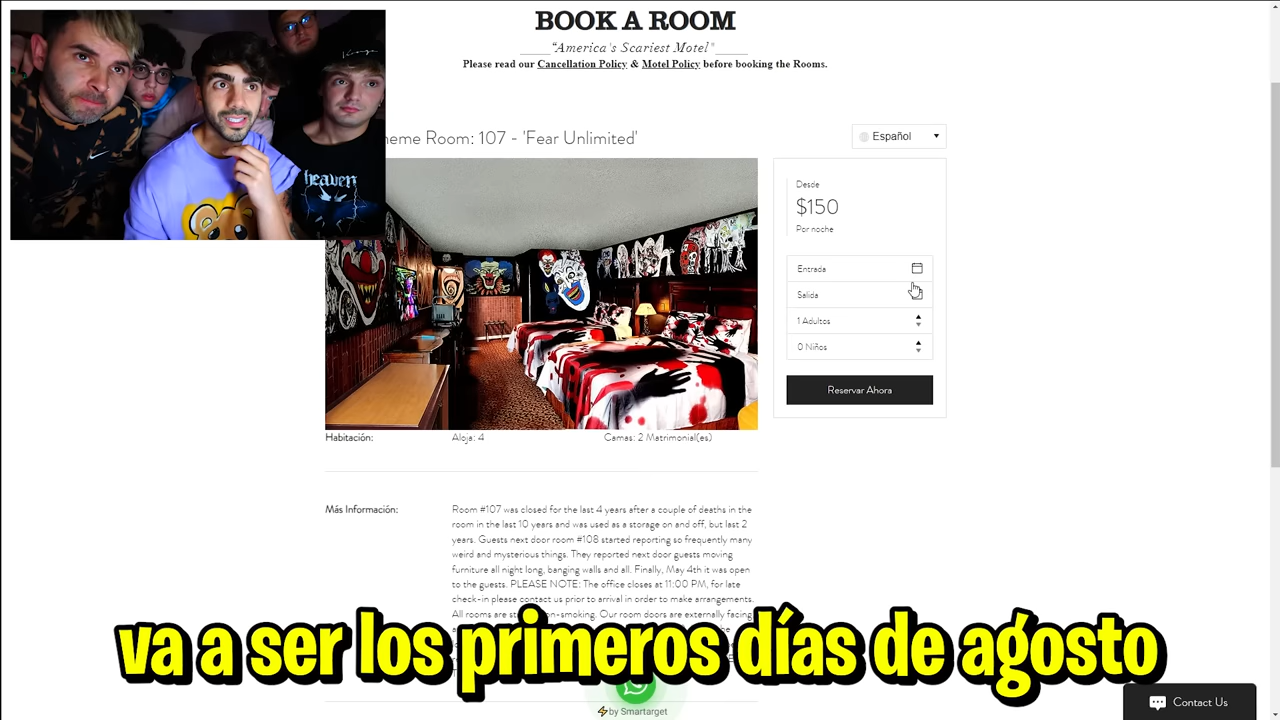 BOOK A ROOM
"America's Scariest Motel"
Please read our Cancellation Policy & Motel Policy before booking the Rooms.
heme Room: 107 - 'Fear Unlimited'
Español
heaven
Desde
$150
Por noche
Entrada
Salida
1 Adultos
0 Niños
Reservar Ahora
Habitación: Aloja: 4 Camas: 2 Matrimonial(es)
Más Información:
Room #107 was closed for the last 4 years after a couple of deaths in the
room in the last 10 years and was used as a storage on and off, but last 2
years. Guests next door room #108 started reporting so frequently many
weird and mysterious things. They reported next door guests moving
furniture all night long, banging walls and all. Finally, May 4th it was open
to the guests. PLEASE NOTE: The office closes at 11:00 PM, for late
check-in please contact us prior to arrival in order to make arrangements.
All rooms are non-smoking. Our room doors are externally facing
va a ser los primeros días de agosto
by Smartarget
Contact Us